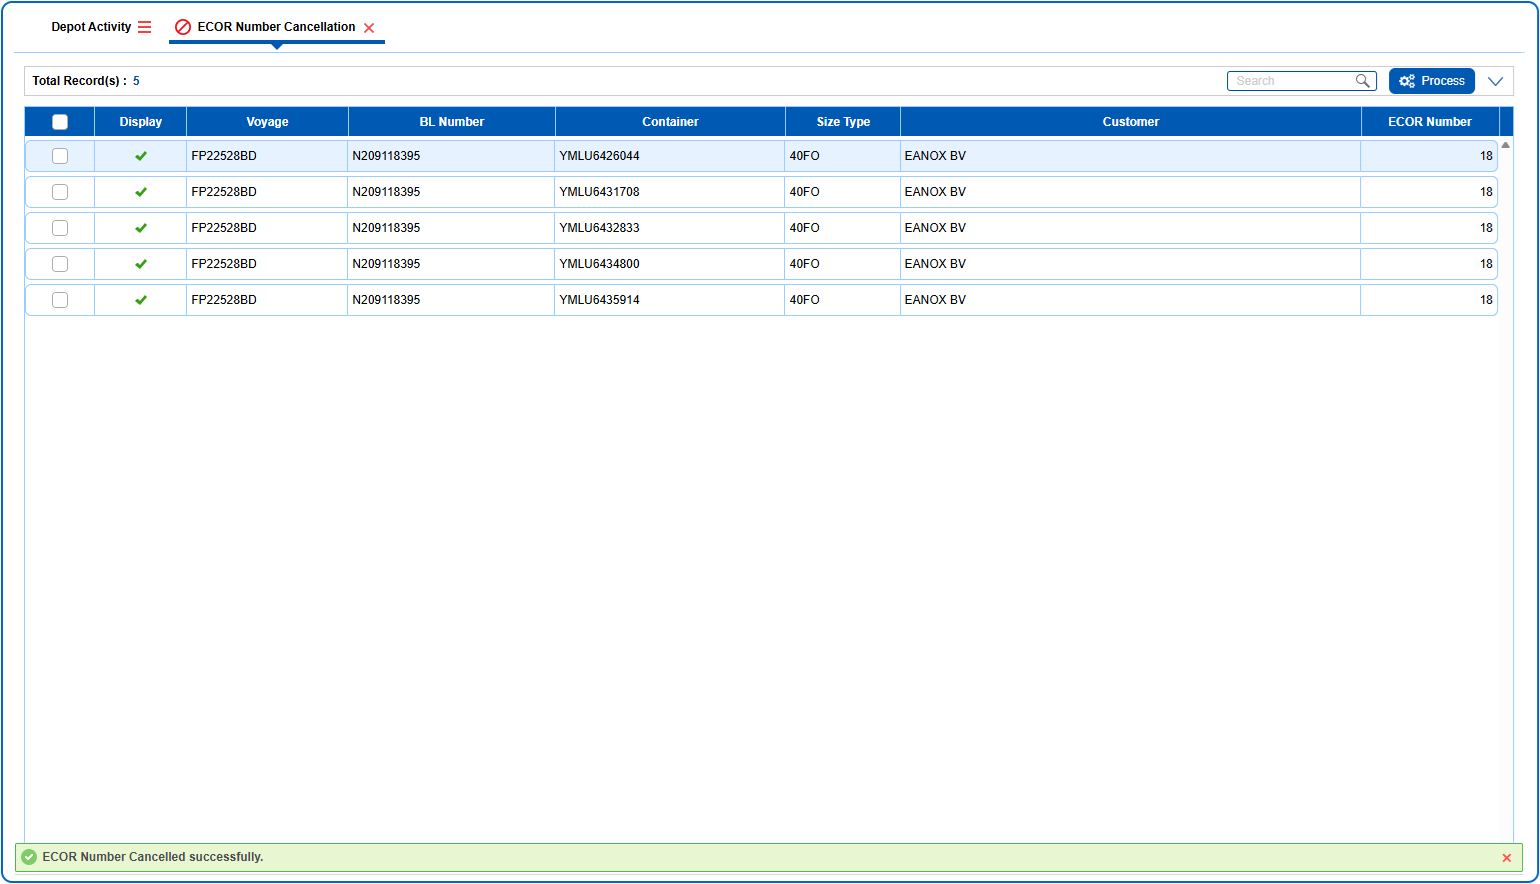 Depot Activity ECOR Number Cancellation
Total Record(s) : 5 Search Process
Display Voyage BL Number Container Size Type Customer ECOR Number
FP22528BD N209118395 YMLU6426044 40FO EANOX BV 18
FP22528BD N209118395 YMLU6431708 40FO EANOX BV 18
FP22528BD N209118395 YMLU6432833 40FO EANOX BV 18
FP22528BD N209118395 YMLU6434800 40FO EANOX BV 18
FP22528BD N209118395 YMLU6435914 40FO EANOX BV 18
ECOR Number Cancelled successfully.